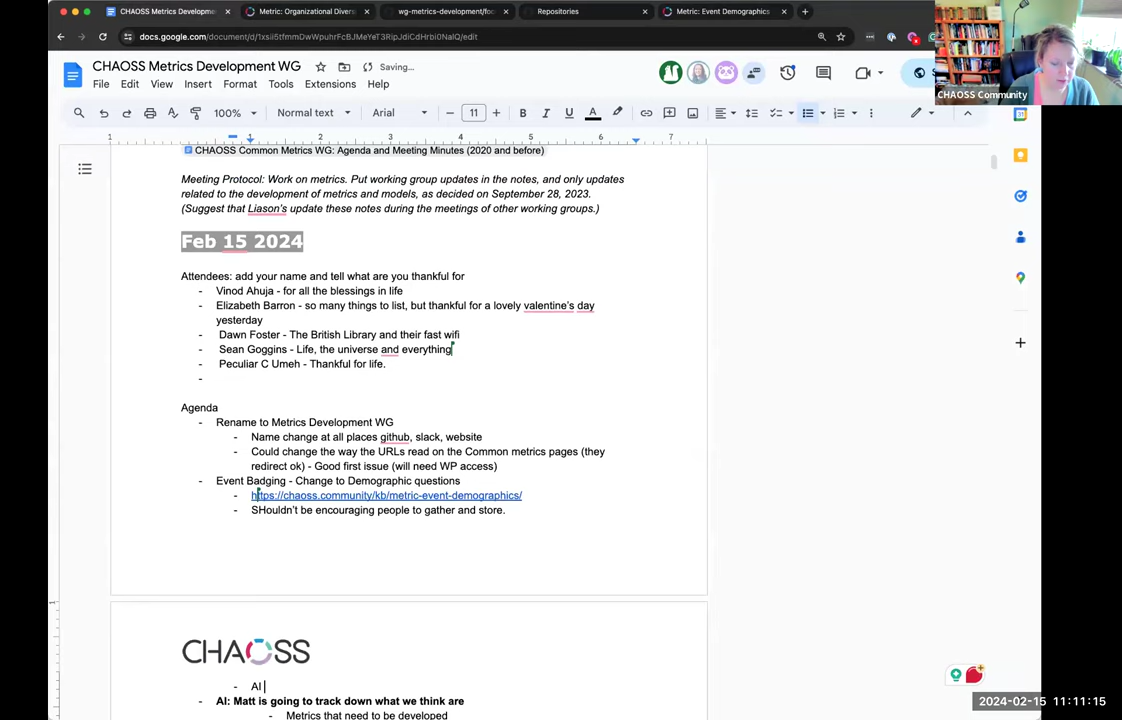 CHAOSS Metrics Developme
Metric: Organizational Divers
wg-metrics-development/foc
Repositories
Metric: Event Demographics
docs.google.com/document/d/1xsii5tfmmDwWpuhrFcBJMeYeT3RipJdiCdHrbI0NalQ/edit
CHAOSS Metrics Development WG
Saving...
File Edit View Insert Format Tools Extensions Help
100% Normal text Arial 11
1 1 2 3 4 5 6 7
CHAOSS Common Metrics WG: Agenda and Meeting Minutes (2020 and before)
Meeting Protocol: Work on metrics. Put working group updates in the notes, and only updates
related to the development of metrics and models, as decided on September 28, 2023.
(Suggest that Liason's update these notes during the meetings of other working groups.)
Feb 15 2024
Attendees: add your name and tell what are you thankful for
- Vinod Ahuja - for all the blessings in life
- Elizabeth Barron - so many things to list, but thankful for a lovely valentine's day
yesterday
- Dawn Foster - The British Library and their fast wifi
- Sean Goggins - Life, the universe and everything
- Peculiar C Umeh - Thankful for life.
-
Agenda
- Rename to Metrics Development WG
- Name change at all places github, slack, website
- Could change the way the URLs read on the Common metrics pages (they
redirect ok) - Good first issue (will need WP access)
- Event Badging - Change to Demographic questions
- https://chaoss.community/kb/metric-event-demographics/
- SHouldn't be encouraging people to gather and store.
CHAOSS
- AI
- AI: Matt is going to track down what we think are
- Metrics that need to be developed
CHAOSS Community
2024-02-15 11:11:15